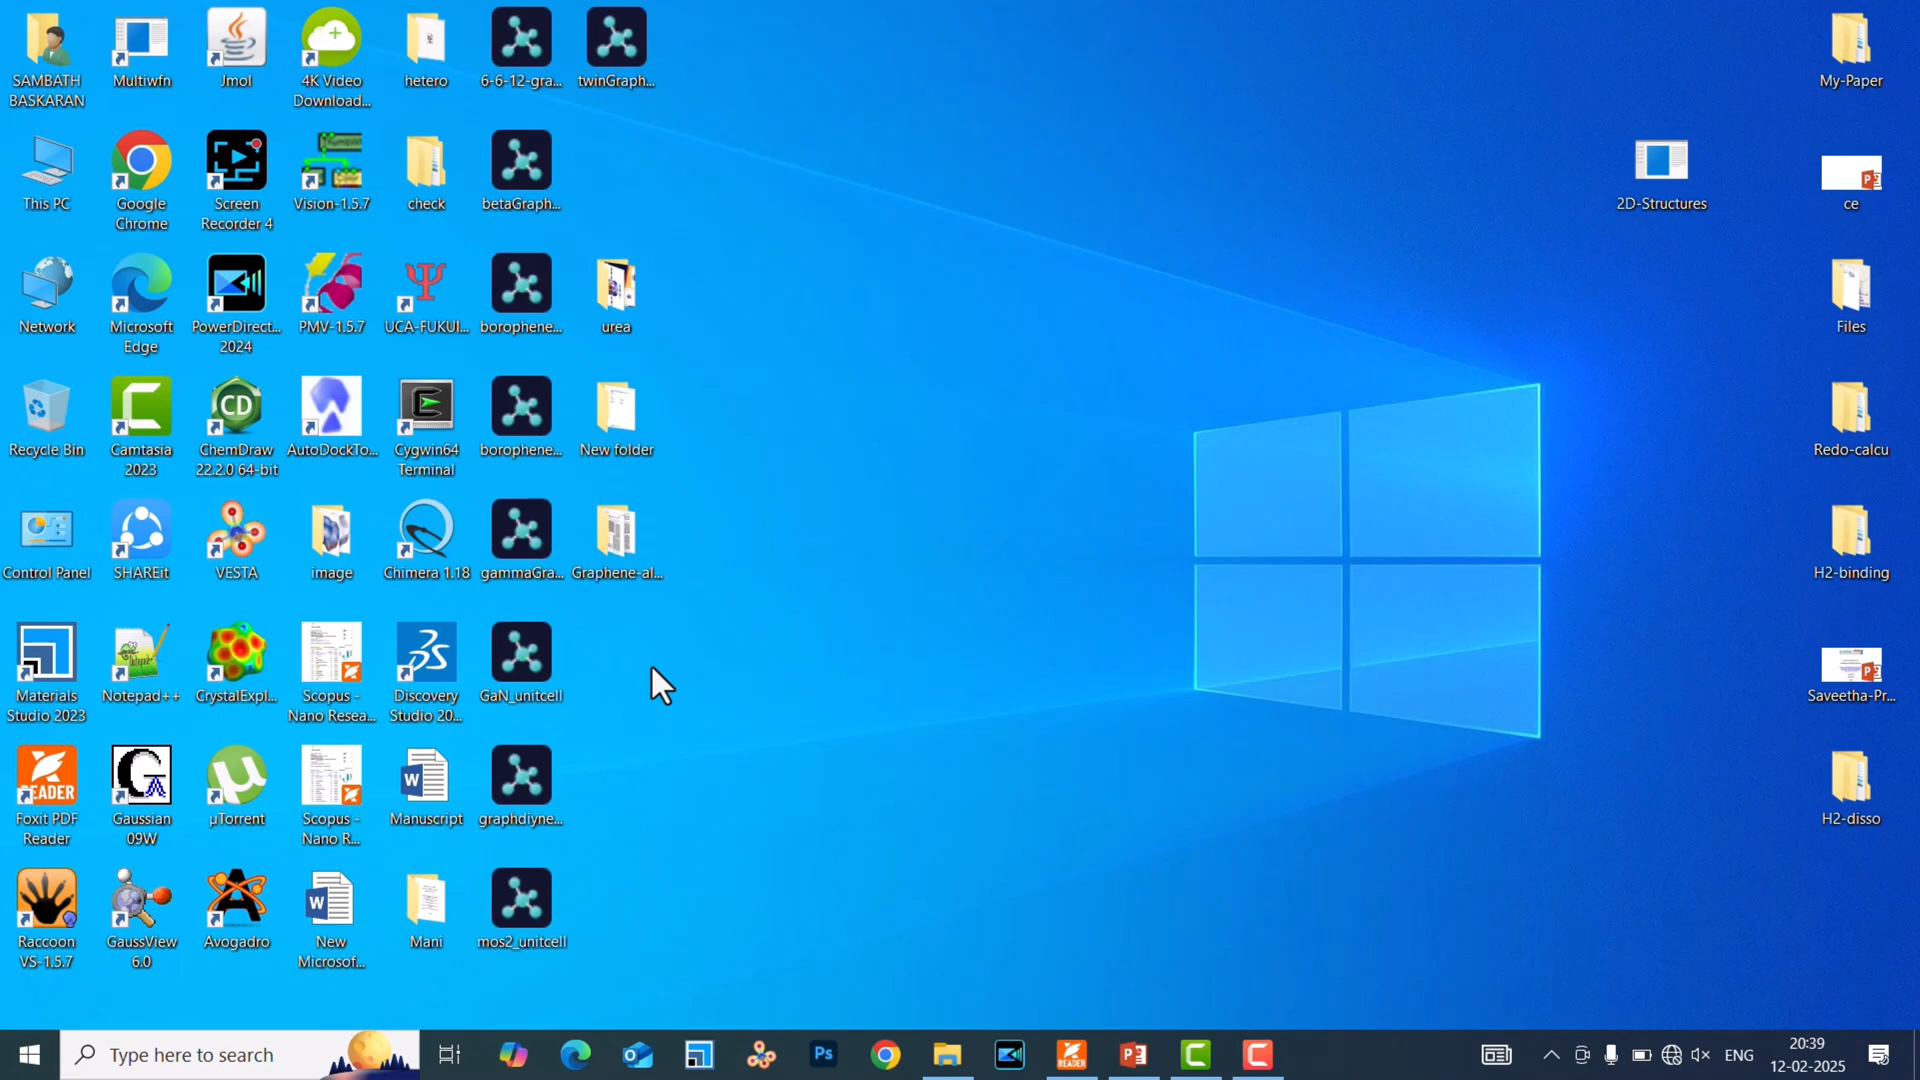 SAMBATH
BASKARAN
This PC
Network
Recycle Bin
Control Panel
Materials
Studio 2023
READER
Foxit PDF
Reader
Raccoon
VS-1.5.7
Multiwfn
Google
Chrome
Microsoft
Edge
Camtasia
2023
SHAREit
Notepad++
Gaussian
09W
GaussView
6.0
Jmol
Screen
Recorder 4
PowerDirect...
2024
CD
ChemDraw
22.2.0 64-bit
VESTA
CrystalExpl...
µTorrent
Avogadro
4K Video
Download...
Vision-1.5.7
PMV-1.5.7
AutoDockTo...
image
Scopus -
Nano Resea...
Scopus -
Nano R...
New
Microsof...
hetero
check
UCA-FUKUI...
Cygwin64
Terminal
Chimera 1.18
Discovery
Studio 20...
Manuscript
Mani
6-6-12-gra...
betaGraph...
borophene...
borophene...
gammaGra...
GaN_unitcell
graphdiyne...
mos2_unitcell
twinGraph...
urea
New folder
Graphene-al...
2D-Structures
My-Paper
ce
Files
Redo-calcu
H2-binding
Saveetha-Pr...
H2-disso
Type here to search
Ps
READER
ENG
20:39
12-02-2025